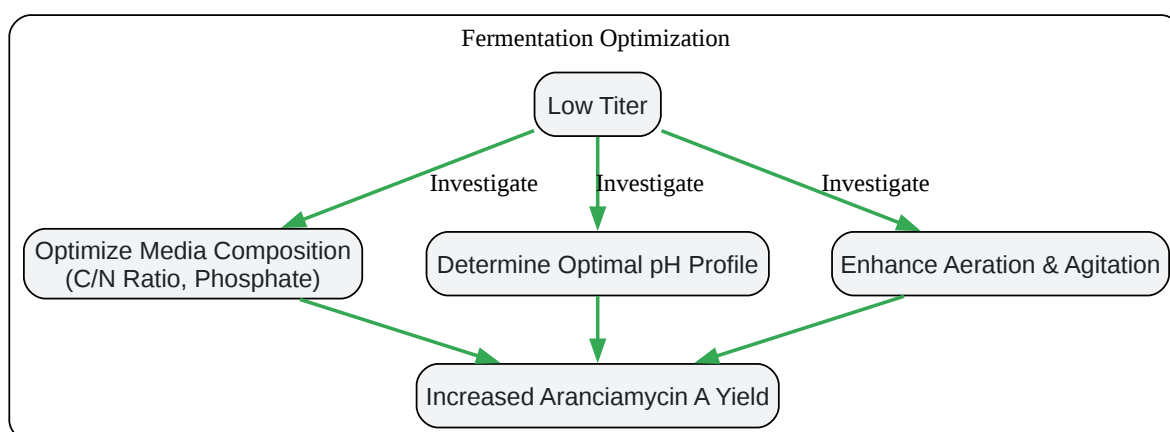 Fermentation Optimization
Low Titer
Investigate
Investigate
Investigate
Optimize Media Composition
(C/N Ratio, Phosphate)
Determine Optimal pH Profile
Enhance Aeration & Agitation
Increased Aranciamycin A Yield